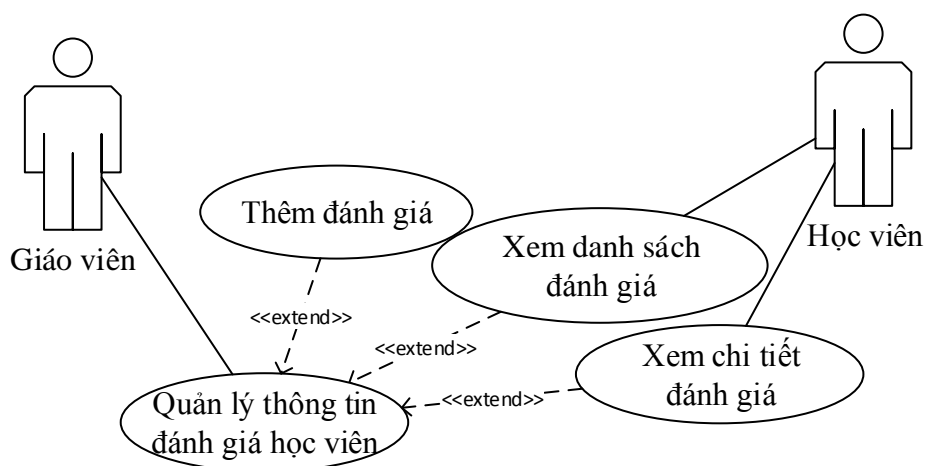 Thêm đánh giá
Học viên
Giáo viên
Xem danh sách
đánh giá
<<extend>>
<<extend>>
Xem chi tiết
đánh giá
<<extend>>
Quản lý thông tin
đánh giá học viên